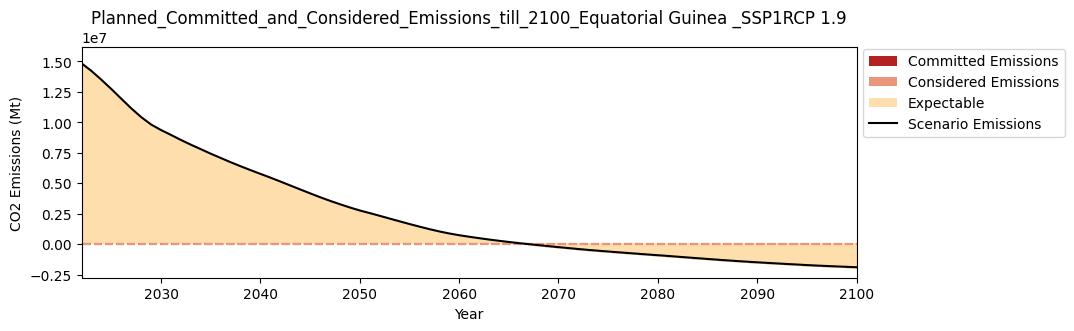 Planned_Committed_and_Considered_Emissions_till_2100_Equatorial Guinea _SSP1RCP 1.9
1e7
1.50
1.25
1.00
0.75
0.50
0.25
0.00
−0.25
CO2 Emissions (Mt)
2030 2040 2050 2060 2070 2080 2090 2100
Year
Committed Emissions
Considered Emissions
Expectable
Scenario Emissions